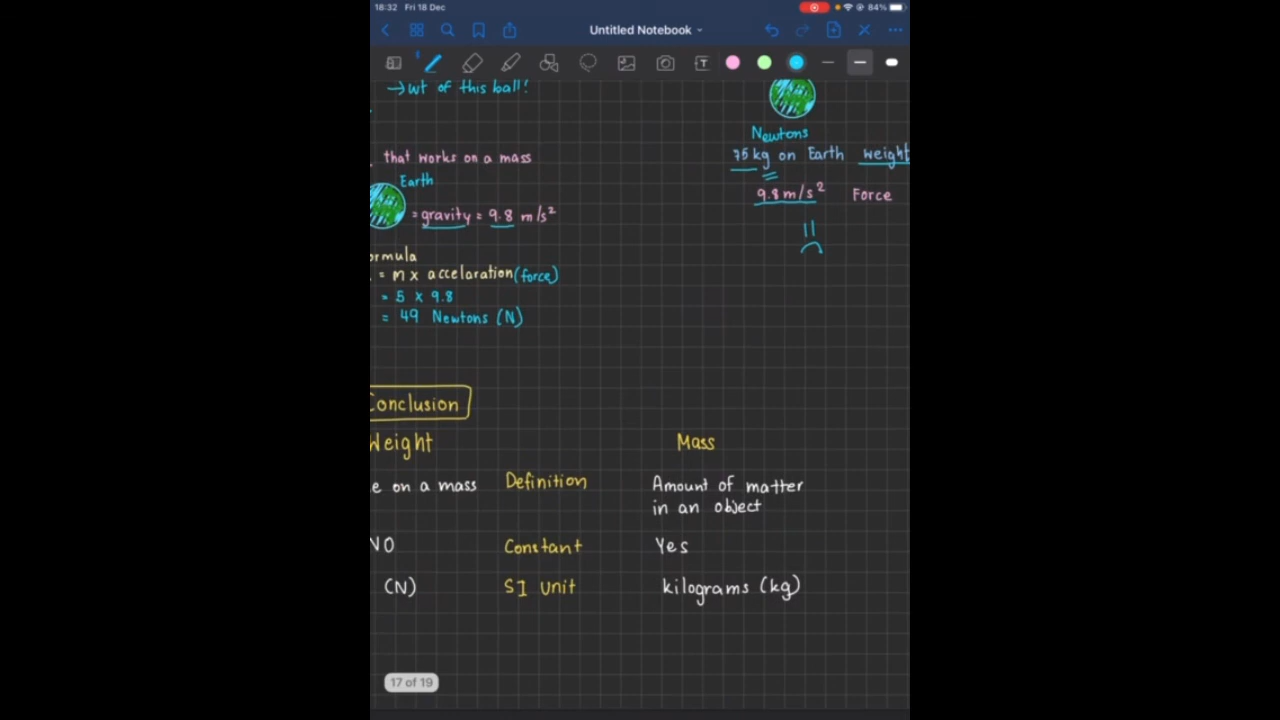 18:32 Fri 18 Dec 84%
Untitled Notebook
→ wt of this ball?
Newtons
75 kg on Earth weight
that works on a mass
Earth
9.8 m/s² Force
= gravity = 9.8 m/s²
ormula
= m x accelaration (force)
= 5 x 9.8
= 49 Newtons (N)
Conclusion
Weight Mass
e on a mass Definition Amount of matter
in an object
NO Constant Yes
(N) SI unit kilograms (kg)
17 of 19